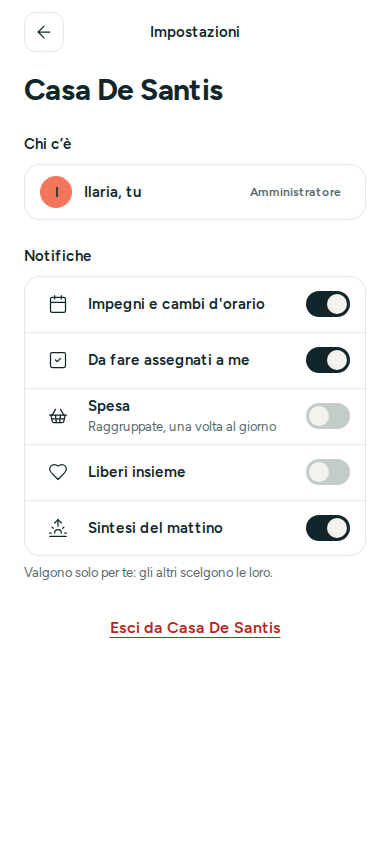 Impostazioni
Casa De Santis
Chi c'è
I
Ilaria, tu
Amministratore
Notifiche
Impegni e cambi d'orario
Da fare assegnati a me
Spesa
Raggruppate, una volta al giorno
Liberi insieme
Sintesi del mattino
Valgono solo per te: gli altri scelgono le loro.
Esci da Casa De Santis